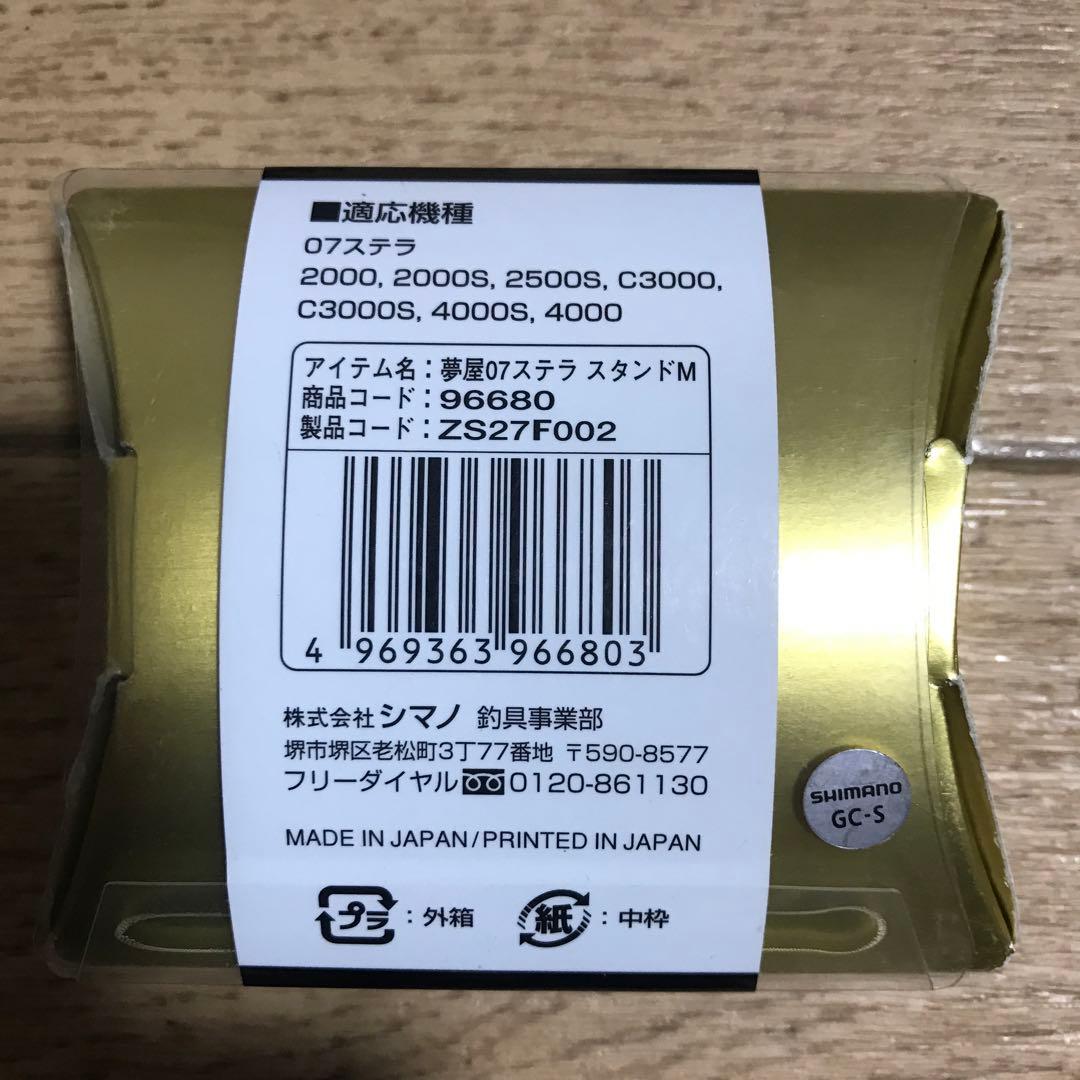 ■適応機種
07ステラ
2000, 2000S, 2500S, C3000,
C3000S, 4000S, 4000
アイテム名：夢屋07ステラ スタンドM
商品コード：96680
製品コード：ZS27F002
4 969363 966803
株式会社シマノ 釣具事業部
堺市堺区老松町3丁77番地 〒590-8577
フリーダイヤル 0120-861130
SHIMANO
GC-S
MADE IN JAPAN/PRINTED IN JAPAN
プラ：外箱 紙：中枠